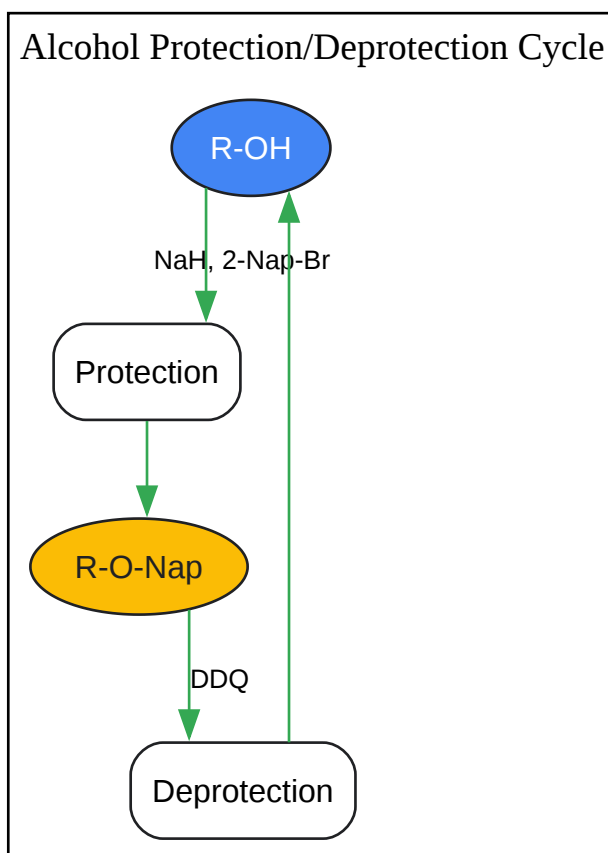 Alcohol Protection/Deprotection Cycle
R-OH
NaH, 2-Nap-Br
Protection
R-O-Nap
DDQ
Deprotection